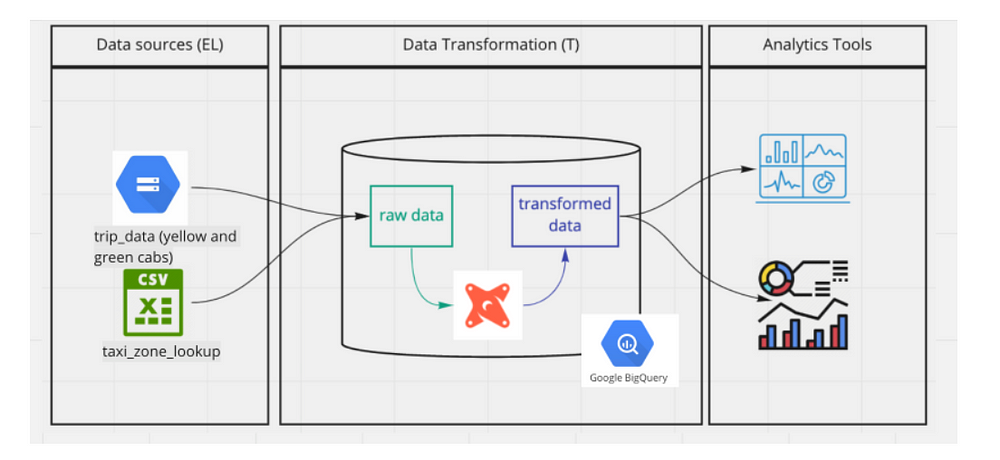 Data sources (EL)
Data Transformation (T)
Analytics Tools
trip_data (yellow and
green cabs)
CSV
X
taxi_zone_lookup
raw data
transformed
data
Google BigQuery